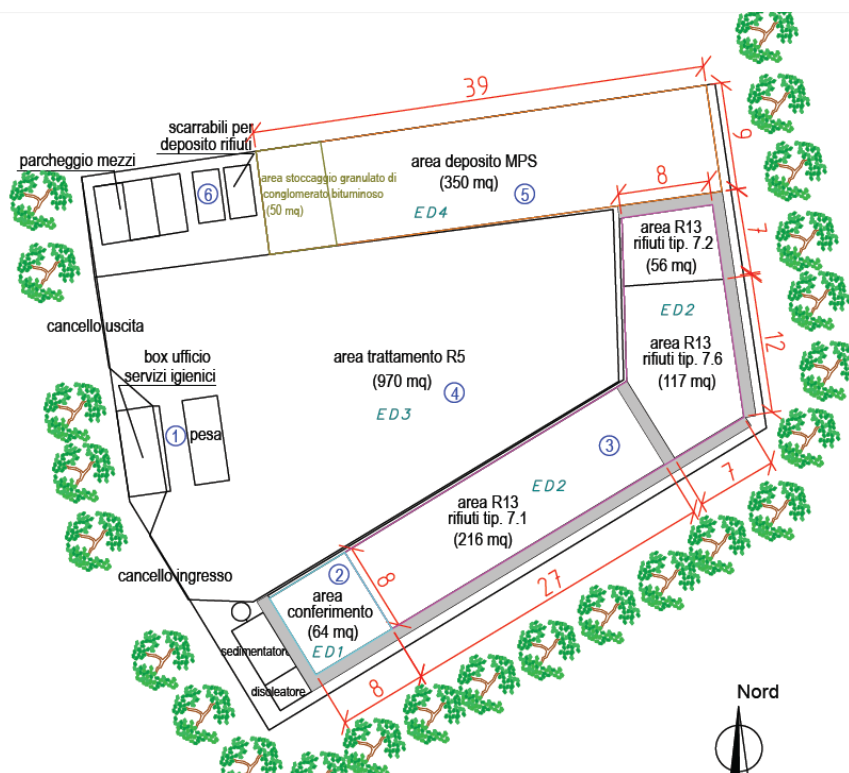 39
scarrabili per
deposito rifiuti
parcheggio mezzi
6
area stoccaggio granulato di
conglomerato bituminoso
(50 mq)
area deposito MPS
(350 mq)
5
ED4
9
8
area R13
rifiuti tip. 7.2
(56 mq)
7
ED2
area R13
rifiuti tip. 7.6
(117 mq)
12
cancello uscita
box ufficio
servizi igienici
1
pesa
area trattamento R5
(970 mq)
4
ED3
3
ED2
area R13
rifiuti tip. 7.1
(216 mq)
7
27
cancello ingresso
2
area
conferimento
(64 mq)
ED1
8
8
sedimentatore
disoleatore
Nord